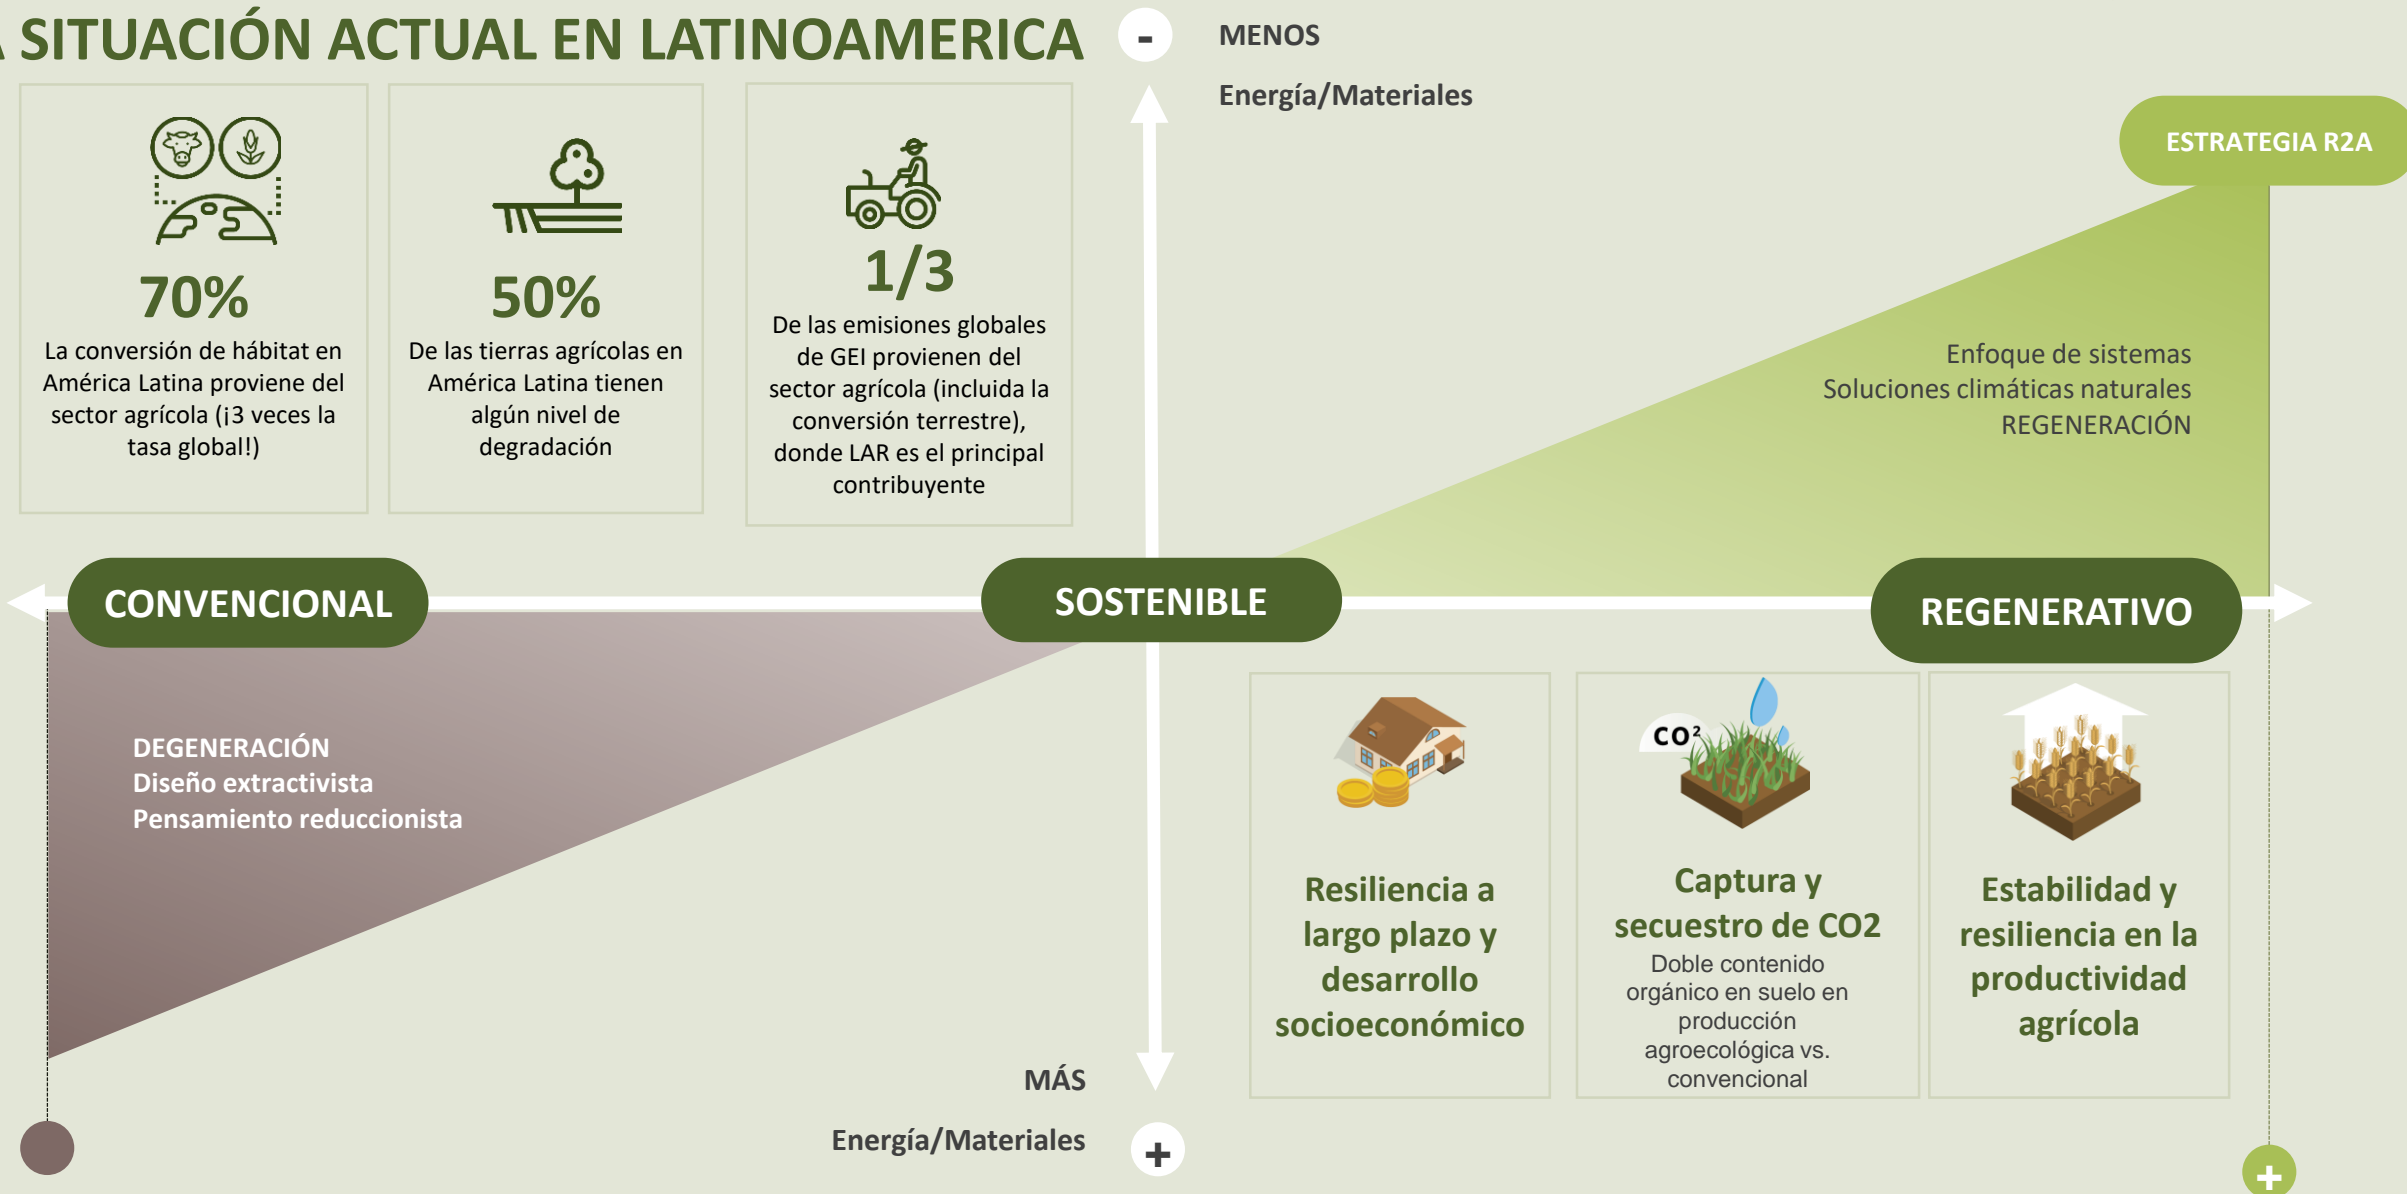 A SITUACIÓN ACTUAL EN LATINOAMERICA
-
MENOS
Energía/Materiales
ESTRATEGIA R2A
70%
La conversión de hábitat en
América Latina proviene del
sector agrícola (¡3 veces la
tasa global!)
50%
De las tierras agrícolas en
América Latina tienen
algún nivel de
degradación
1/3
De las emisiones globales
de GEI provienen del
sector agrícola (incluida la
conversión terrestre),
donde LAR es el principal
contribuyente
Enfoque de sistemas
Soluciones climáticas naturales
REGENERACIÓN
CONVENCIONAL
SOSTENIBLE
REGENERATIVO
DEGENERACIÓN
Diseño extractivista
Pensamiento reduccionista
Resiliencia a
largo plazo y
desarrollo
socioeconómico
CO²
Captura y
secuestro de CO2
Doble contenido
orgánico en suelo en
producción
agroecológica vs.
convencional
Estabilidad y
resiliencia en la
productividad
agrícola
MÁS
Energía/Materiales
+
+